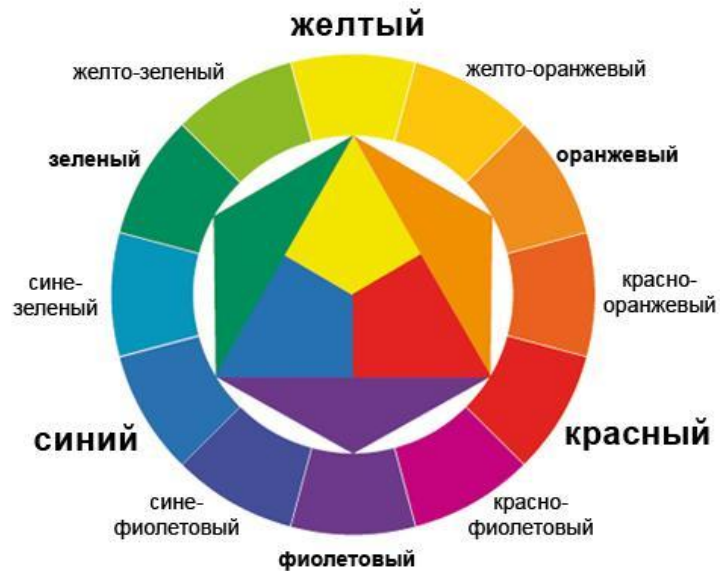 желтый
желто-зеленый
желто-оранжевый
зеленый
оранжевый
сине-
зеленый
красно-
оранжевый
синий
красный
сине-
фиолетовый
красно-
фиолетовый
фиолетовый